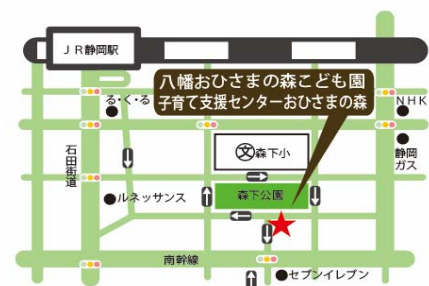 JR静岡駅
八幡おひさまの森こども園
子育て支援センターおひさまの森
る・く・る
NHK
石田街道
文森下小
静岡
ガス
ルネッサンス
森下公園
南幹線
セブンイレブン